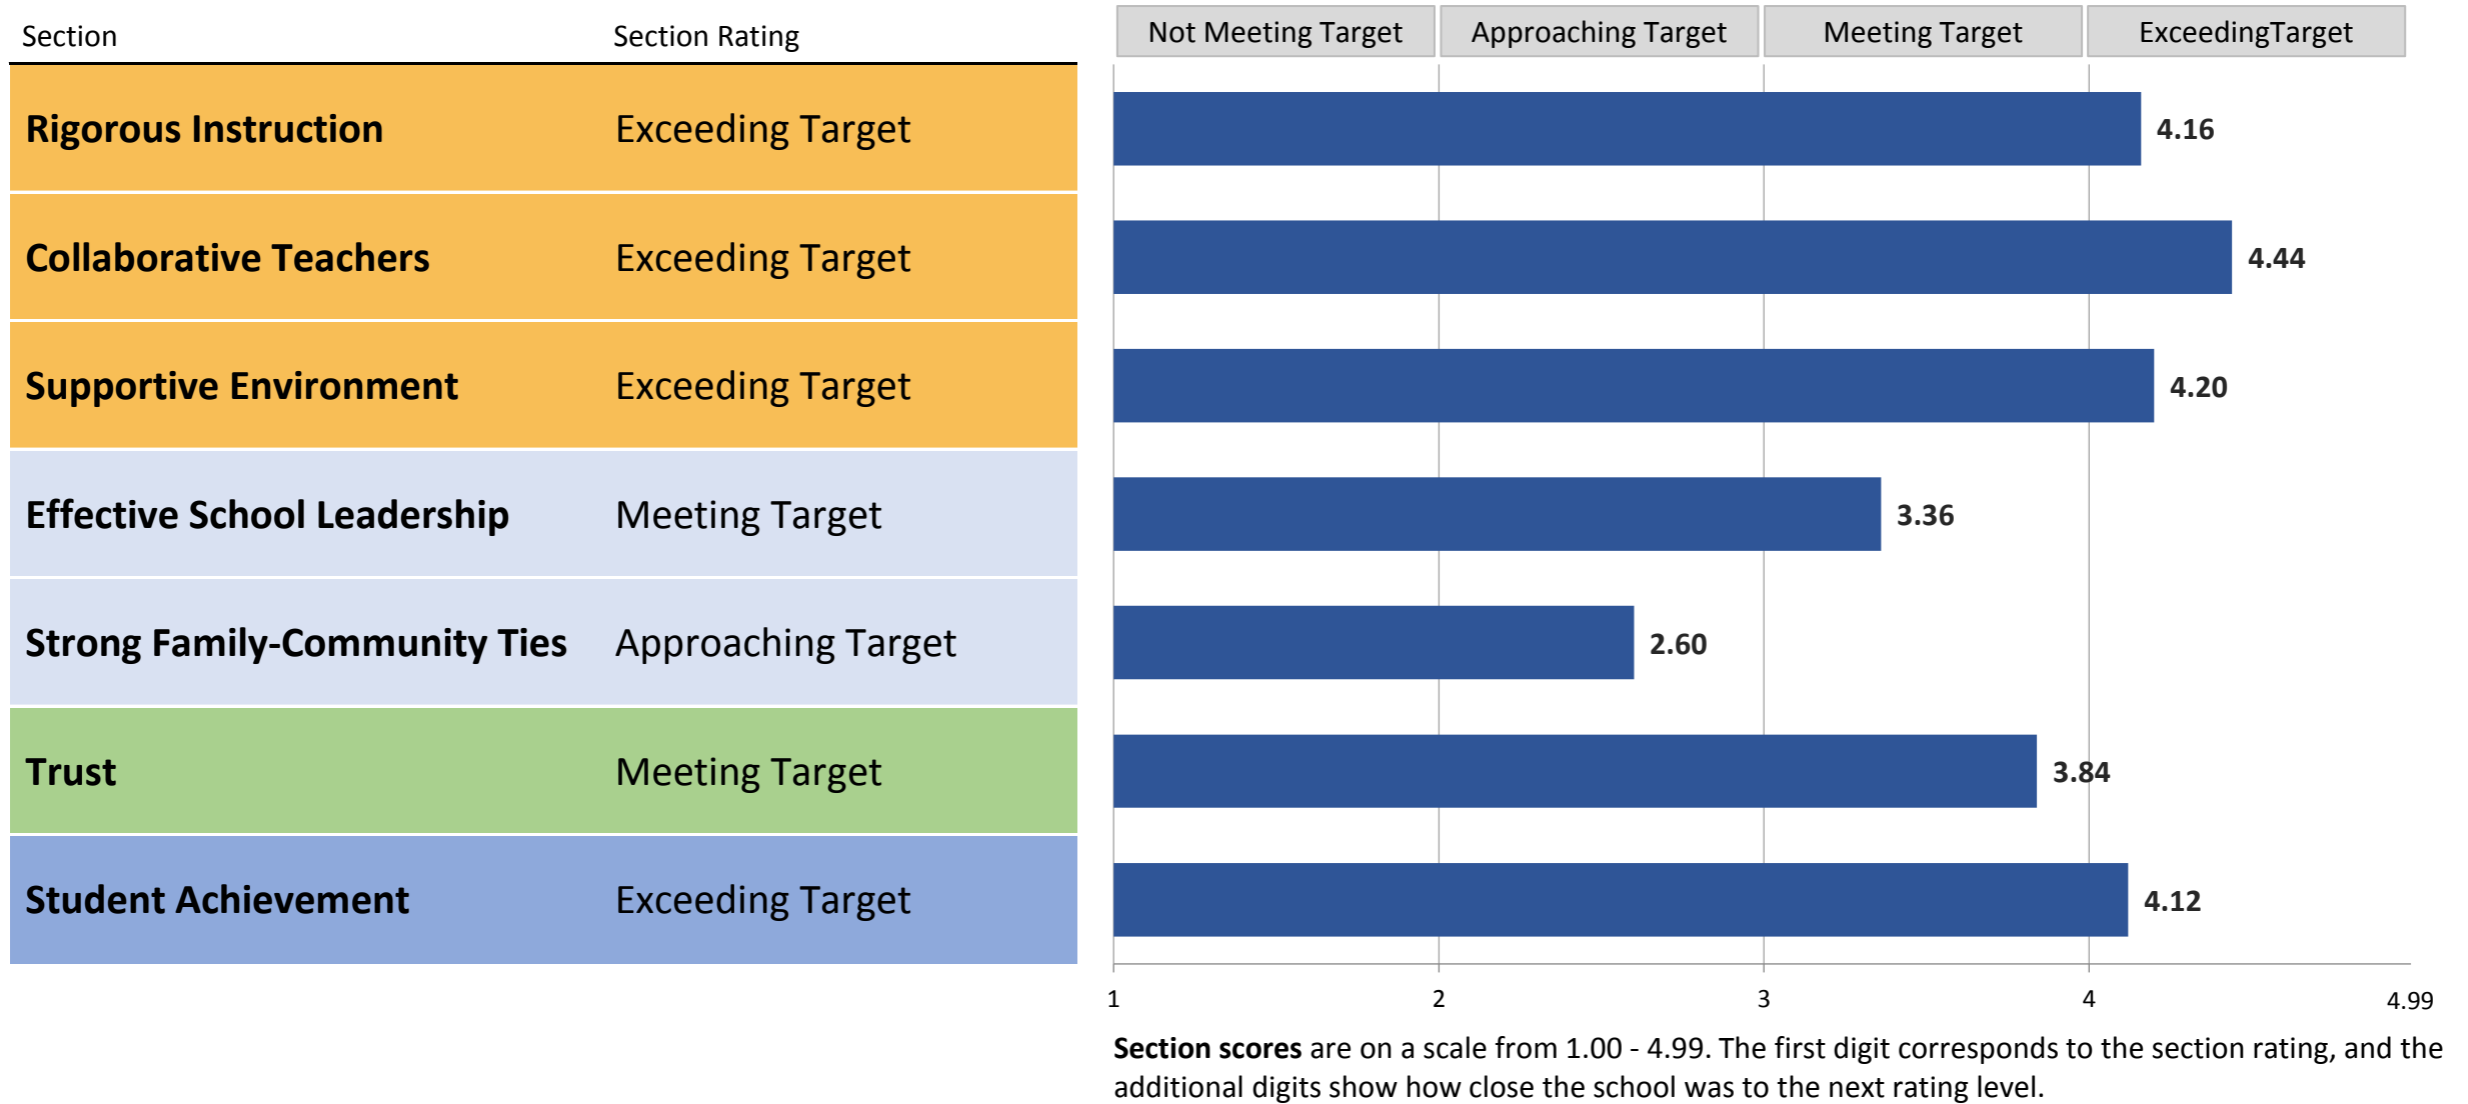 Section Section Rating Not Meeting Target Approaching Target Meeting Target ExceedingTarget
Rigorous Instruction Exceeding Target 4.16
Collaborative Teachers Exceeding Target 4.44
Supportive Environment Exceeding Target 4.20
Effective School Leadership Meeting Target 3.36
Strong Family-Community Ties Approaching Target 2.60
Trust Meeting Target 3.84
Student Achievement Exceeding Target 4.12
1 2 3 4 4.99
Section scores are on a scale from 1.00 - 4.99. The first digit corresponds to the section rating, and the
additional digits show how close the school was to the next rating level.